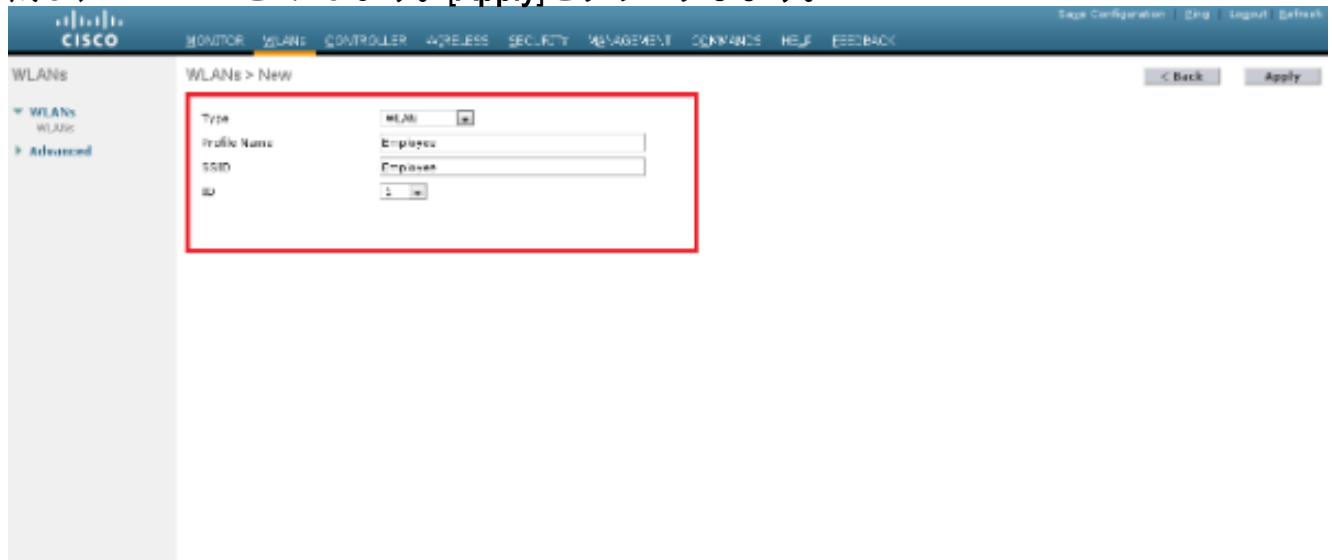 [Apply]
Save Configuration | Ping | Logout | Refresh
CISCO
MONITOR WLANs CONTROLLER WIRELESS SECURITY MANAGEMENT COMMANDS HELP FEEDBACK
WLANs
WLANs > New
< Back
Apply
WLANs
WLANs
Advanced
Type WLAN
Profile Name Employee
SSID Employee
ID 1